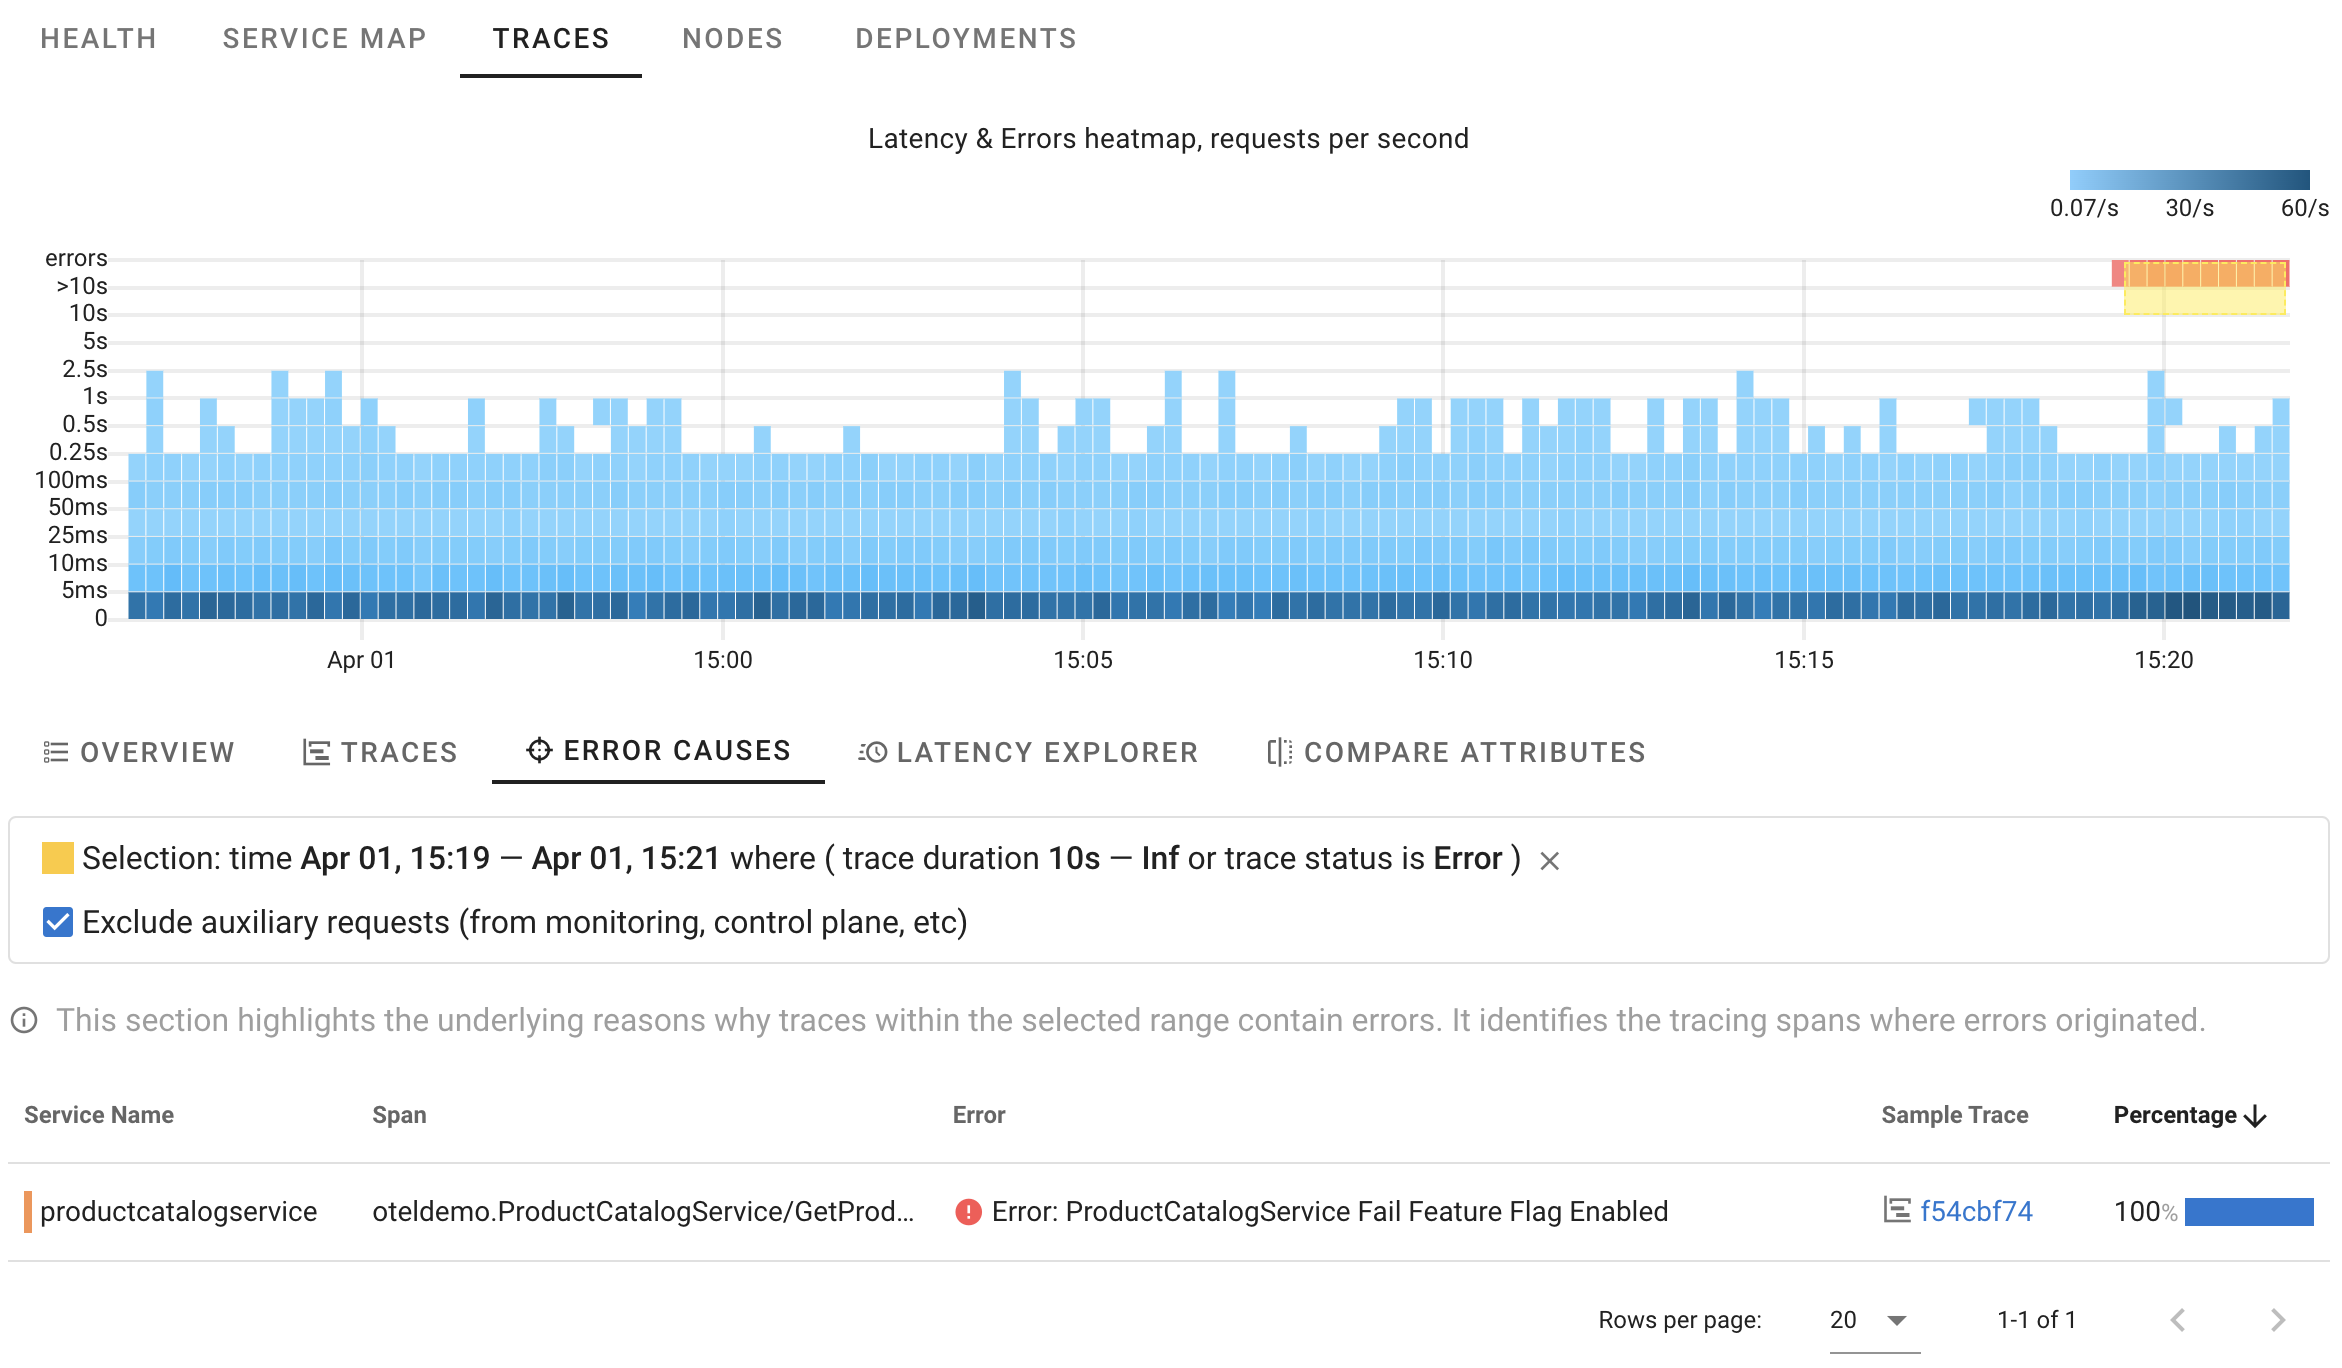 HEALTH SERVICE MAP TRACES NODES DEPLOYMENTS
Latency & Errors heatmap, requests per second
0.07/s 30/s 60/s
errors
>10s
10s
5s
2.5s
1s
0.5s
0.25s
100ms
50ms
25ms
10ms
5ms
0
Apr 01 15:00 15:05 15:10 15:15 15:20
OVERVIEW TRACES ERROR CAUSES LATENCY EXPLORER COMPARE ATTRIBUTES
Selection: time Apr 01, 15:19 — Apr 01, 15:21 where ( trace duration 10s — Inf or trace status is Error ) ×
Exclude auxiliary requests (from monitoring, control plane, etc)
This section highlights the underlying reasons why traces within the selected range contain errors. It identifies the tracing spans where errors originated.
Service Name Span Error Sample Trace Percentage
productcatalogservice oteldemo.ProductCatalogService/GetProd… Error: ProductCatalogService Fail Feature Flag Enabled f54cbf74 100%
Rows per page: 20 1-1 of 1